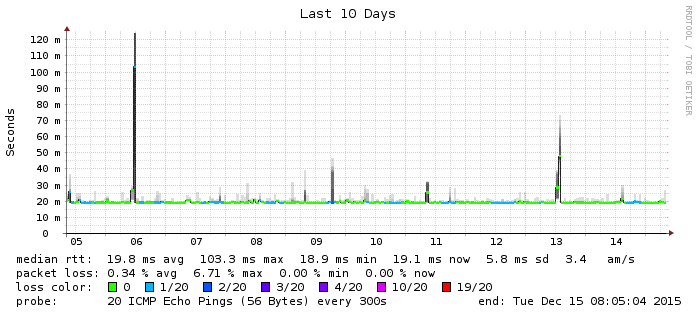 Last 10 Days
RRDTOOL / TOBI OETIKER
Seconds
120 m
110 m
100 m
90 m
80 m
70 m
60 m
50 m
40 m
30 m
20 m
10 m
0
05 06 07 08 09 10 11 12 13 14
median rtt: 19.8 ms avg 103.3 ms max 18.9 ms min 19.1 ms now 5.8 ms sd 3.4 am/s
packet loss: 0.34 % avg 6.71 % max 0.00 % min 0.00 % now
loss color: 0 1/20 2/20 3/20 4/20 10/20 19/20
probe: 20 ICMP Echo Pings (56 Bytes) every 300s end: Tue Dec 15 08:05:04 2015